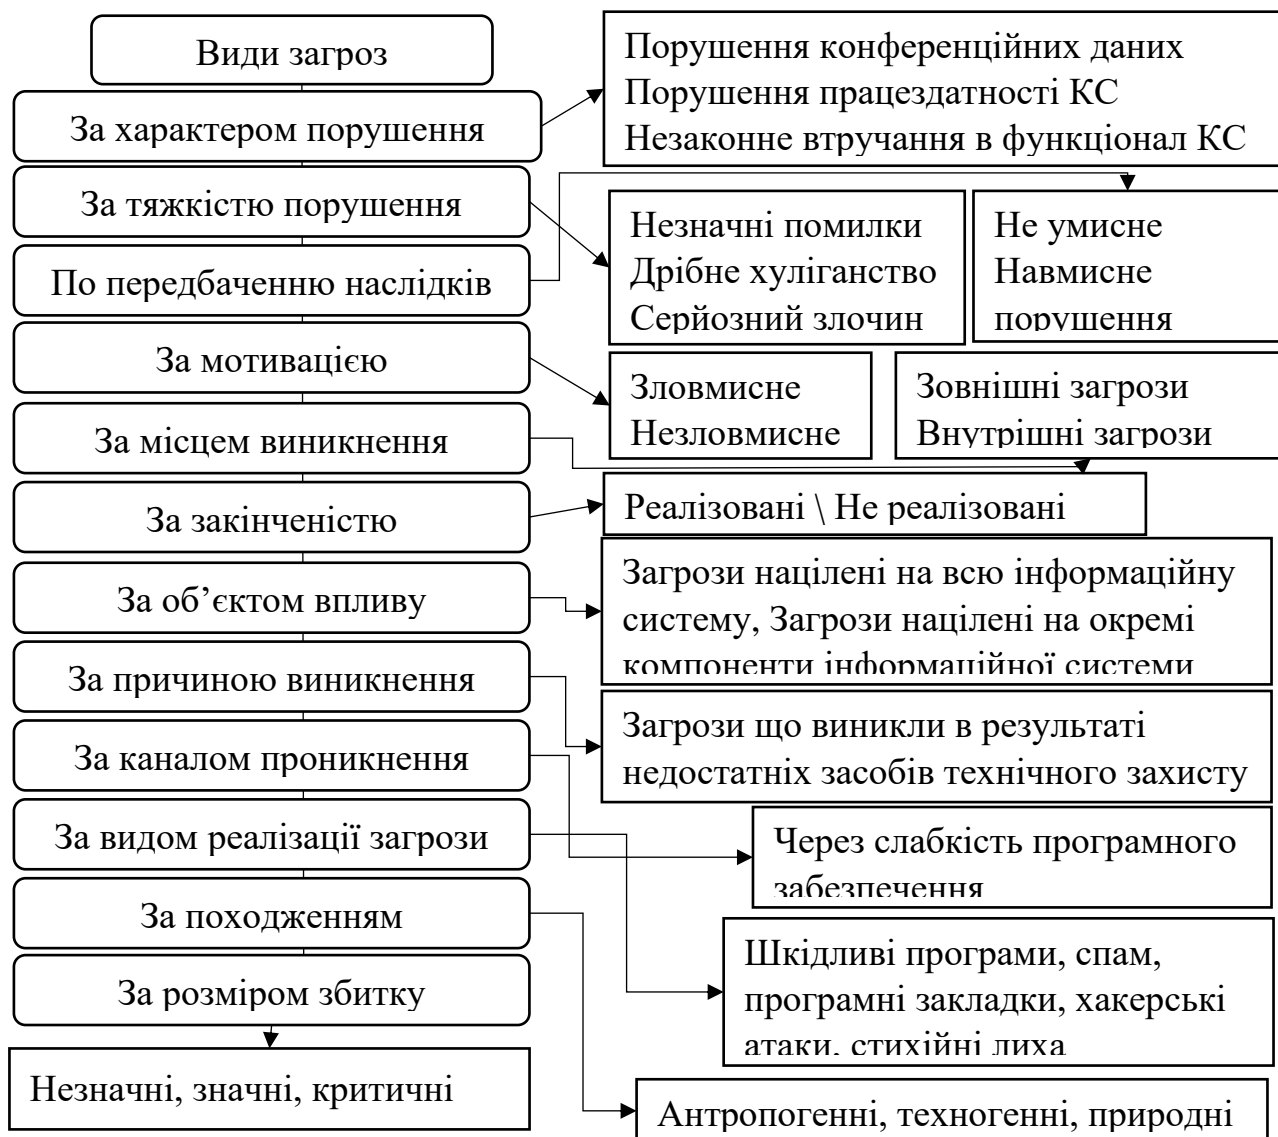 Види загроз
За характером порушення
Порушення конференційних даних
Порушення працездатності КС
Незаконне втручання в функціонал КС
За тяжкістю порушення
Незначні помилки
Дрібне хуліганство
Серйозний злочин
По передбаченню наслідків
Не умисне
Навмисне
порушення
За мотивацією
Зловмисне
Незловмисне
За місцем виникнення
Зовнішні загрози
Внутрішні загрози
За закінченістю
Реалізовані \ Не реалізовані
За об’єктом впливу
Загрози націлені на всю інформаційну
систему, Загрози націлені на окремі
компоненти інформаційної системи
За причиною виникнення
Загрози що виникли в результаті
недостатніх засобів технічного захисту
За каналом проникнення
Через слабкість програмного
забезпечення
За видом реалізації загрози
Шкідливі програми, спам,
програмні закладки, хакерські
атаки, стихійні лиха
За походженням
Антропогенні, техногенні, природні
За розміром збитку
Незначні, значні, критичні